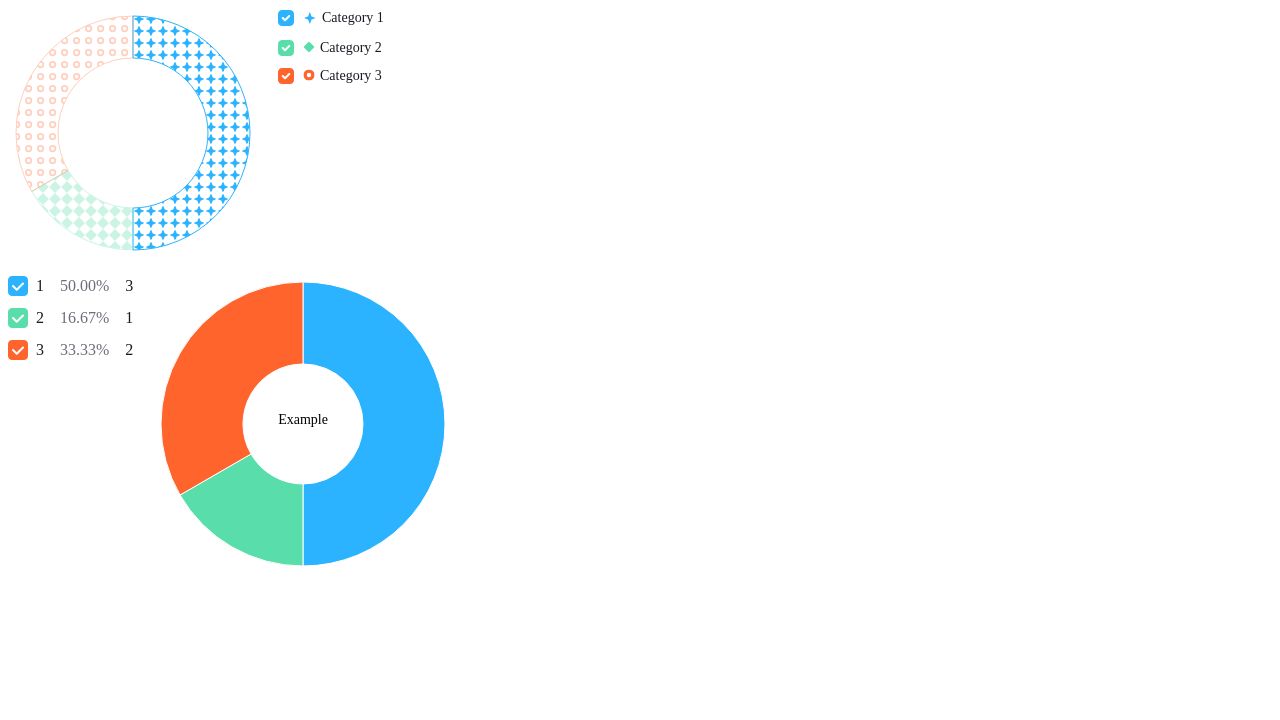 Category 1
Category 2
Category 3
1 50.00% 3
2 16.67% 1
3 33.33% 2
Example